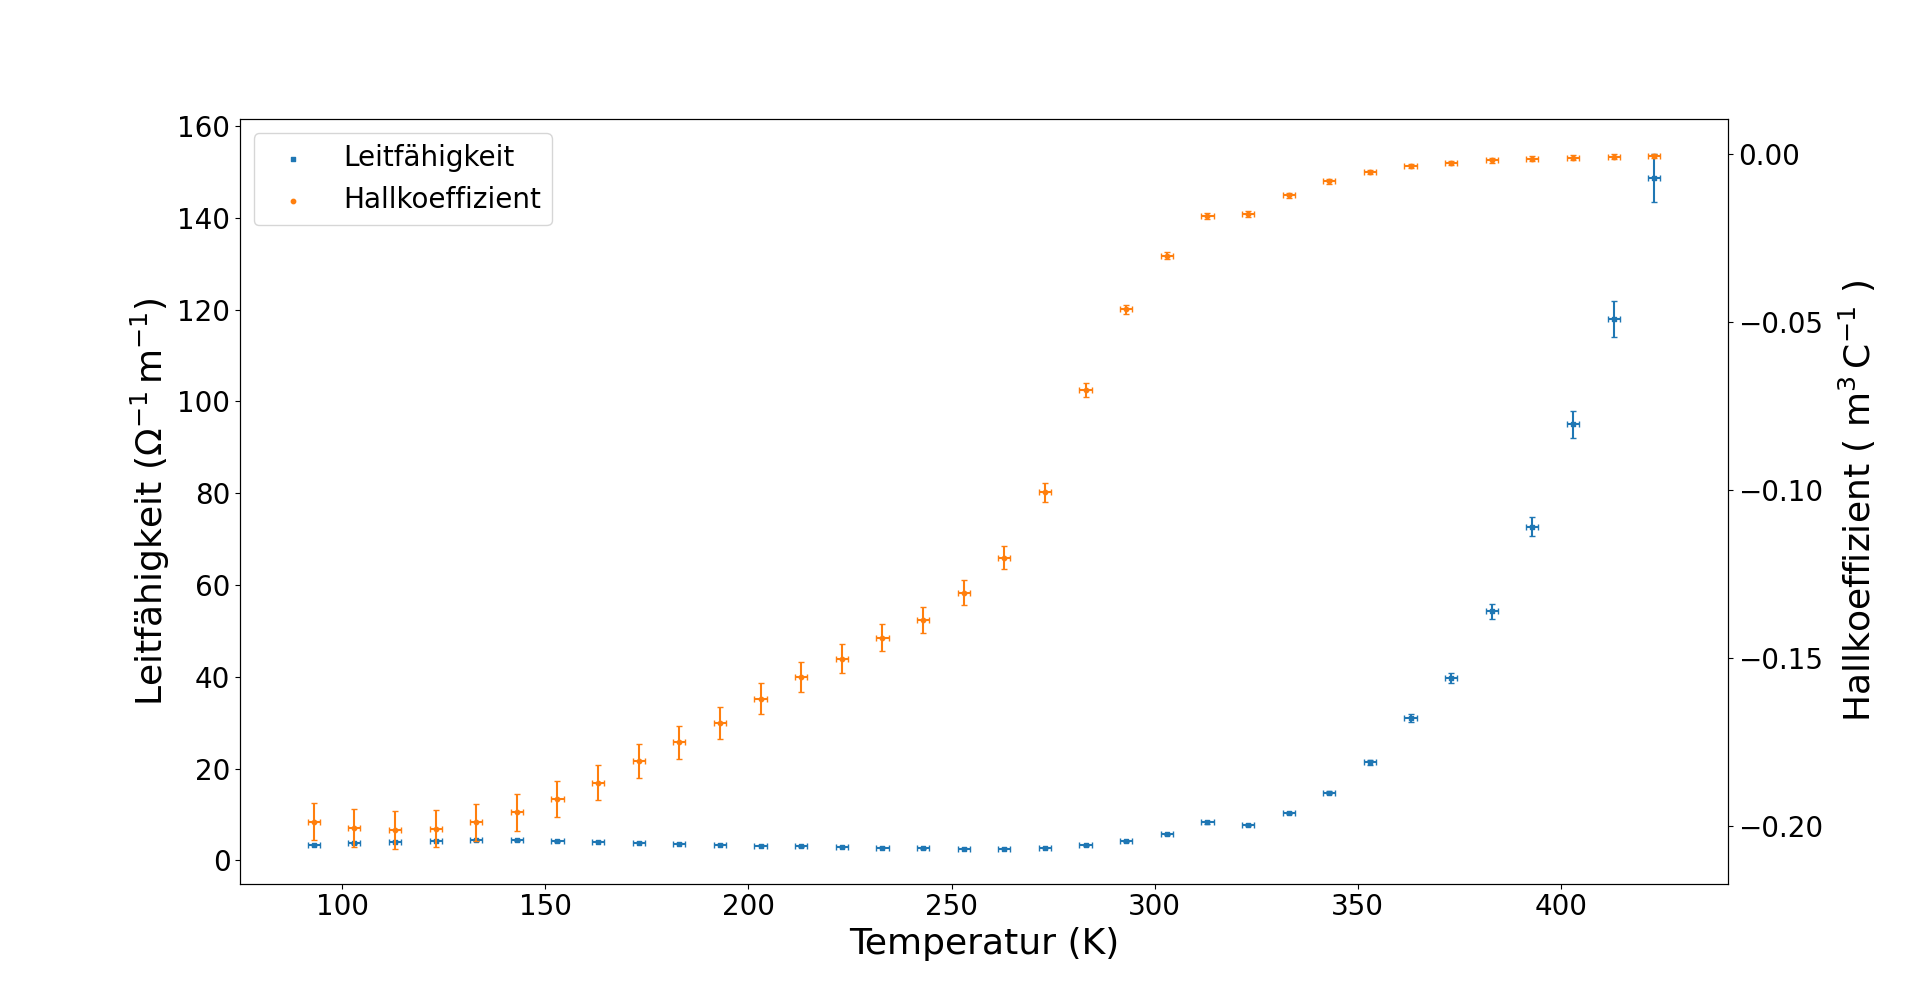 Leitfähigkeit
Hallkoeffizient
160
140
120
100
80
60
40
20
0
Leitfähigkeit (Ω⁻¹ m⁻¹)
0.00
−0.05
−0.10
−0.15
−0.20
Hallkoeffizient ( m³ C⁻¹ )
100 150 200 250 300 350 400
Temperatur (K)